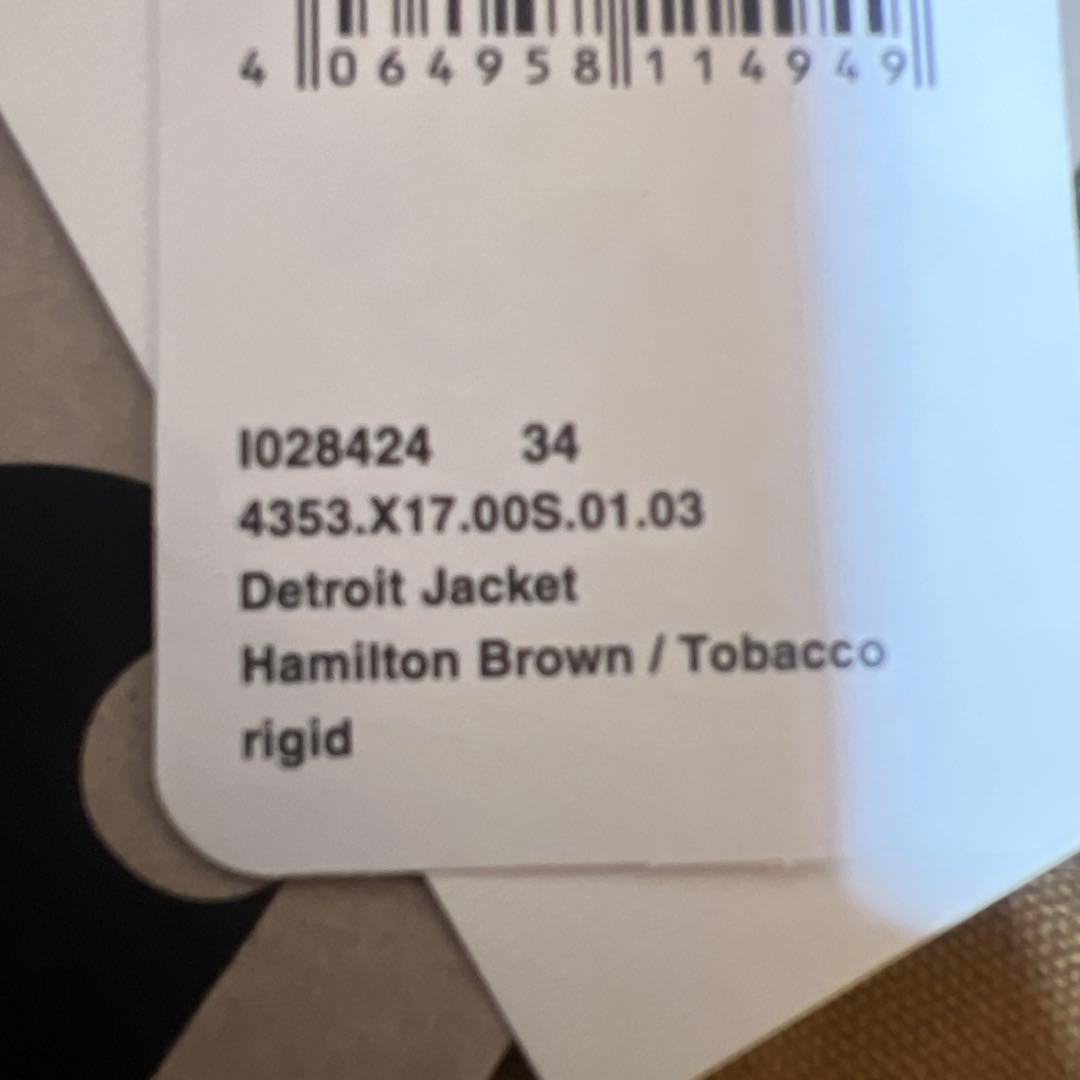 4 064958 114949
I028424 34
4353.X17.00S.01.03
Detroit Jacket
Hamilton Brown / Tobacco
rigid